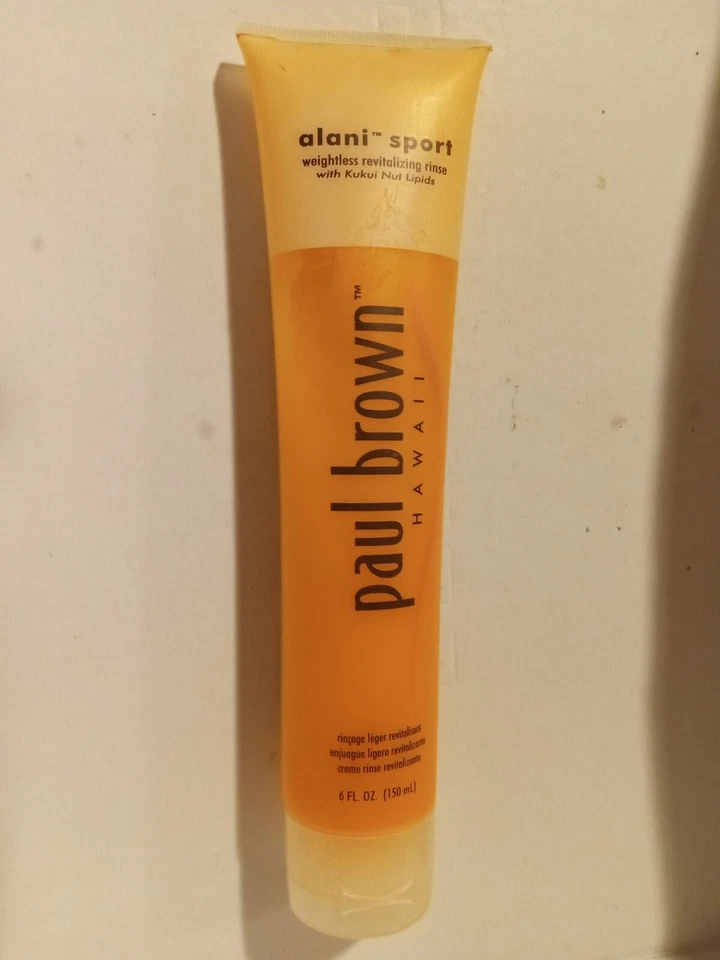 alani™ sport
weightless revitalizing rinse
with Kukui Nut Lipids
paul brown™
HAWAII
rinçage léger revitalisant
enjuague ligero revitalizante
creme rinse revitalizante
6 FL. OZ. (150 mL)